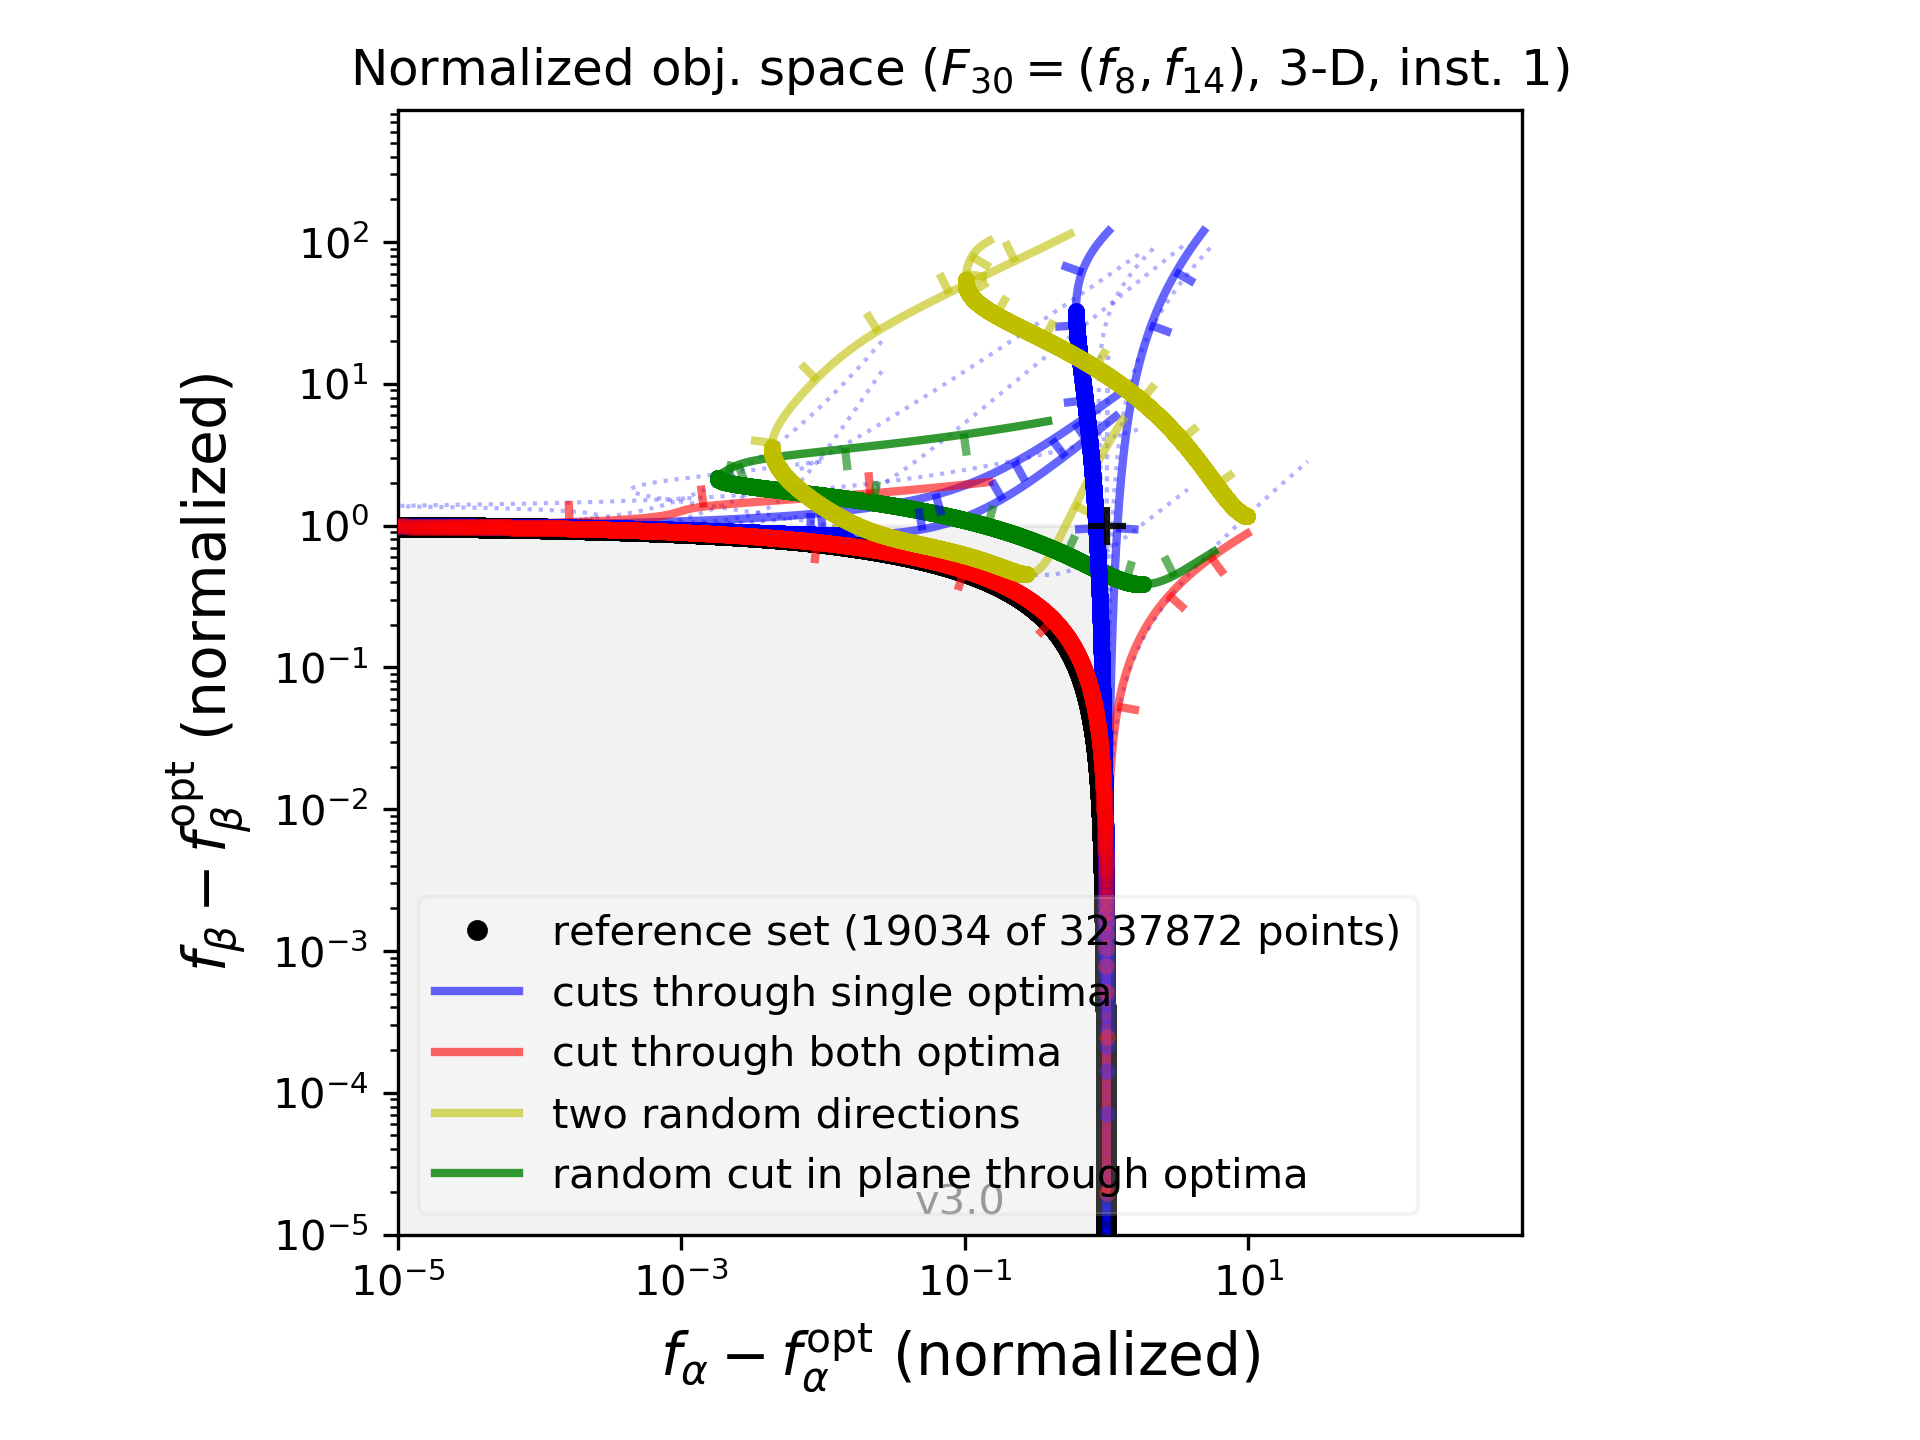 Normalized obj. space (F₃₀ = (f₈, f₁₄), 3-D, inst. 1)
10²
10¹
10⁰
10⁻¹
10⁻²
10⁻³
10⁻⁴
10⁻⁵
f_β − f_β^opt (normalized)
reference set (19034 of 3237872 points)
cuts through single optima
cut through both optima
two random directions
random cut in plane through optima
v3.0
10⁻⁵ 10⁻³ 10⁻¹ 10¹
f_α − f_α^opt (normalized)